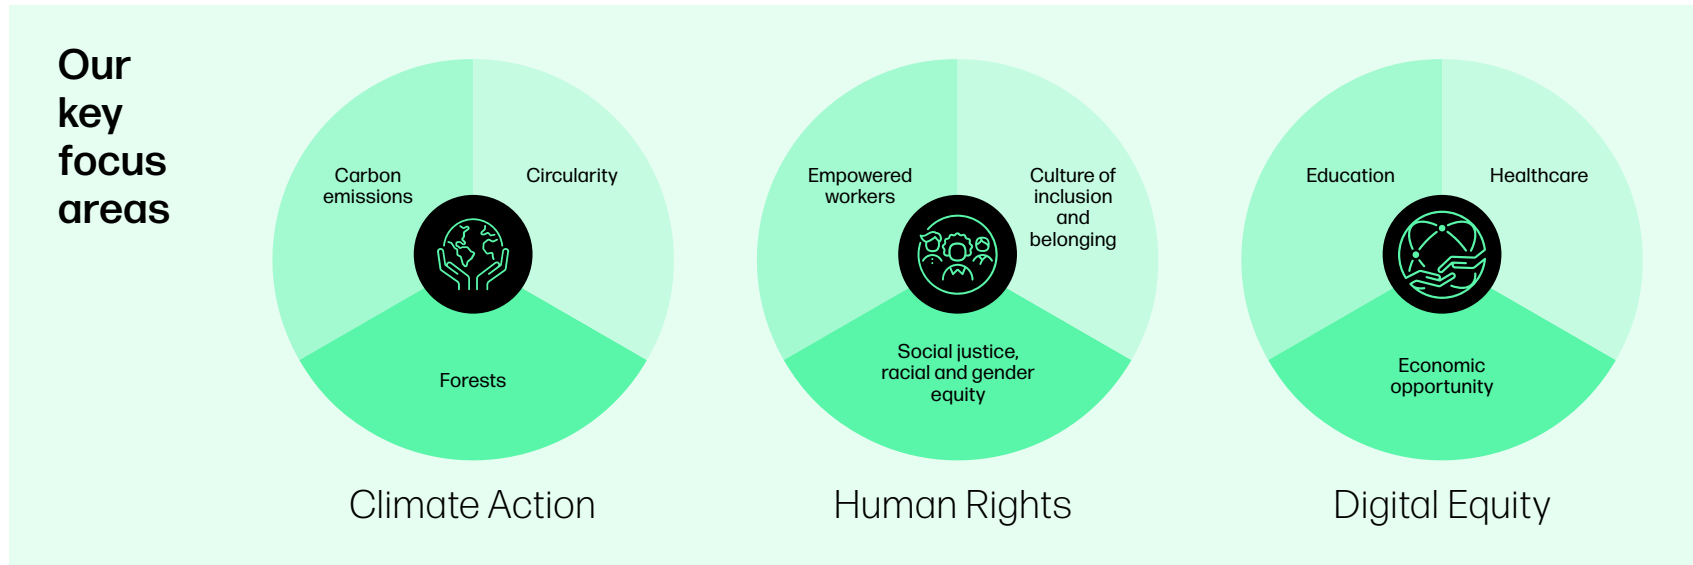 Our
key
focus
areas
Carbon
emissions
Circularity
Forests
Climate Action
Empowered
workers
Culture of
inclusion
and
belonging
Social justice,
racial and gender
equity
Human Rights
Education
Healthcare
Economic
opportunity
Digital Equity